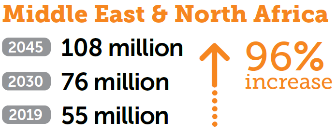 Middle East & North Africa
2045 108 million
2030 76 million
2019 55 million
96%
increase